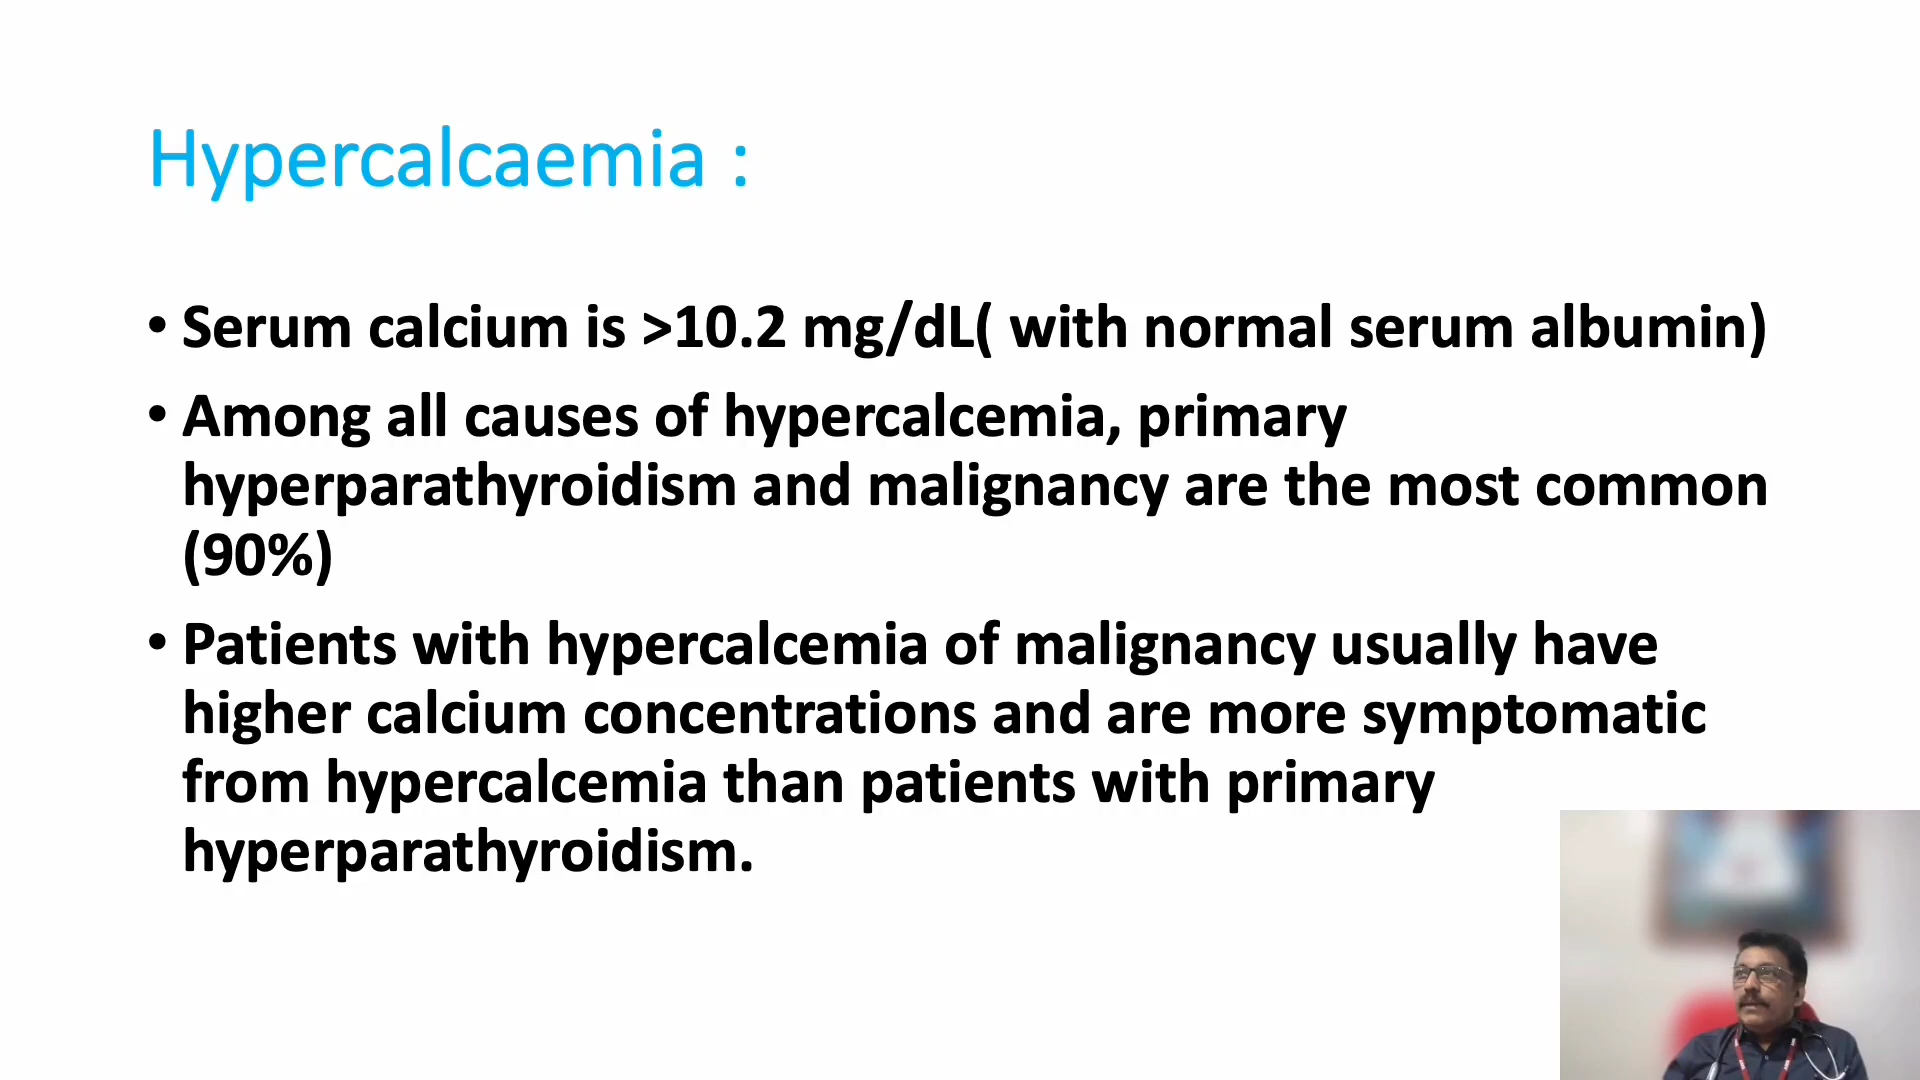 Hypercalcaemia :
• Serum calcium is >10.2 mg/dL( with normal serum albumin)
• Among all causes of hypercalcemia, primary
hyperparathyroidism and malignancy are the most common
(90%)
• Patients with hypercalcemia of malignancy usually have
higher calcium concentrations and are more symptomatic
from hypercalcemia than patients with primary
hyperparathyroidism.